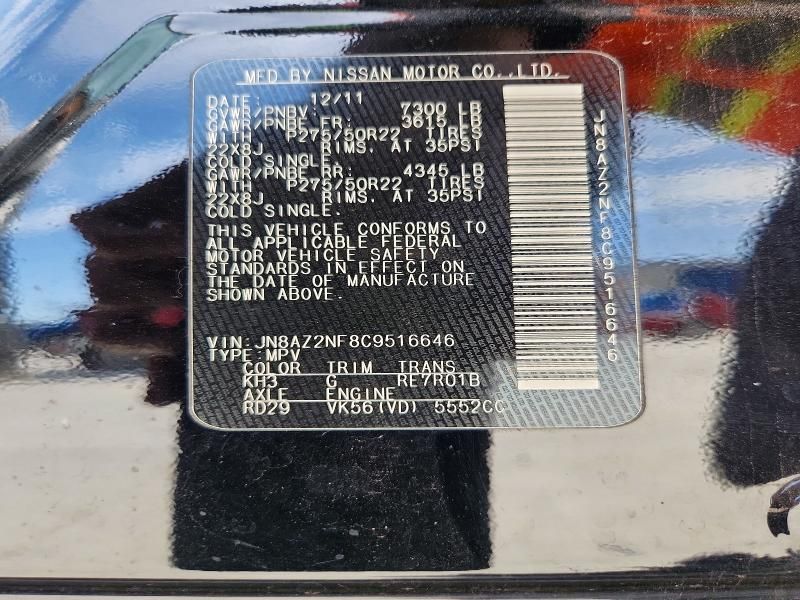 MFD BY NISSAN MOTOR CO.,LTD.
DATE: 12/11
GVWR/PNBV: 7300 LB
GAWR/PNBE FR: 3615 LB
WITH P275/50R22 TIRES
22X8J RIMS. AT 35PSI
COLD SINGLE.
GAWR/PNBE RR: 4345 LB
WITH P275/50R22 TIRES
22X8J RIMS. AT 35PSI
COLD SINGLE.
THIS VEHICLE CONFORMS TO
ALL APPLICABLE FEDERAL
MOTOR VEHICLE SAFETY
STANDARDS IN EFFECT ON
THE DATE OF MANUFACTURE
SHOWN ABOVE.
VIN:JN8AZ2NF8C9516646
TYPE:MPV
COLOR TRIM TRANS
KH3 G RE7R01B
AXLE ENGINE
RD29 VK56(VD) 5552CC
JN8AZ2NF8C9516646